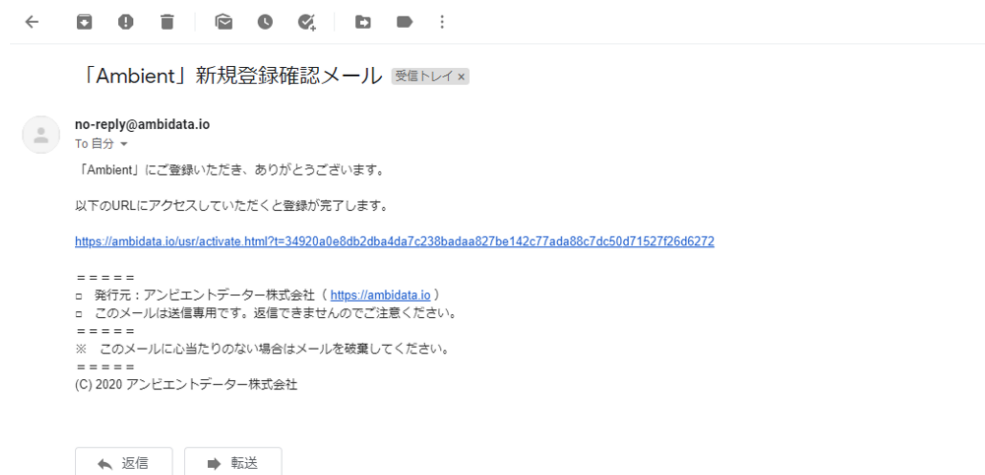 「Ambient」新規登録確認メール 受信トレイ ×
no-reply@ambidata.io
To 自分
「Ambient」にご登録いただき、ありがとうございます。
以下のURLにアクセスしていただくと登録が完了します。
https://ambidata.io/usr/activate.html?t=34920a0e8db2dba4da7c238badaa827be142c77ada88c7dc50d71527f26d6272
=====
□ 発行元：アンビエントデーター株式会社（ https://ambidata.io ）
□ このメールは送信専用です。返信できませんのでご注意ください。
=====
※ このメールに心当たりのない場合はメールを破棄してください。
=====
(C) 2020 アンビエントデーター株式会社
返信 転送